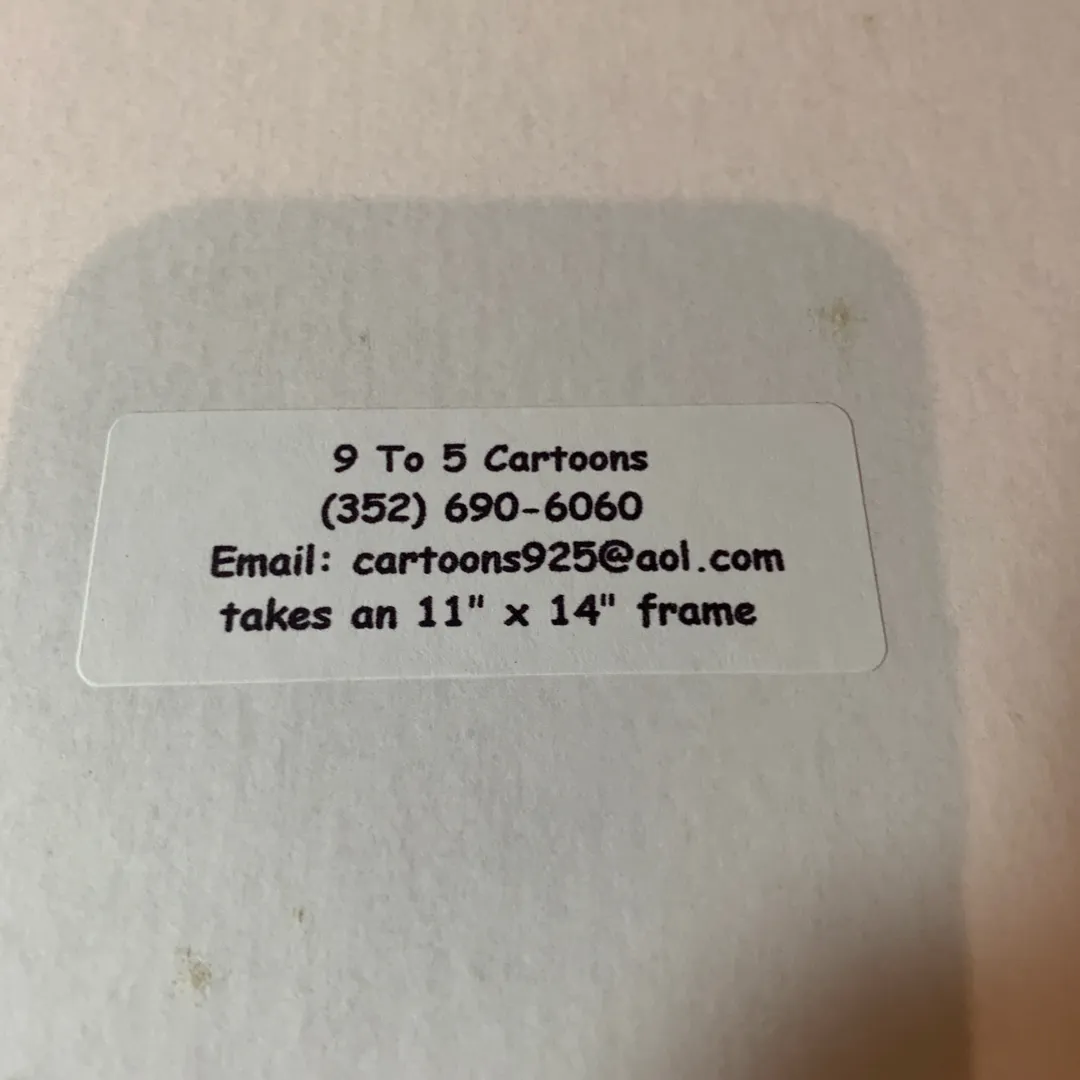 9 To 5 Cartoons
(352) 690-6060
Email: cartoons925@aol.com
takes an 11" x 14" frame